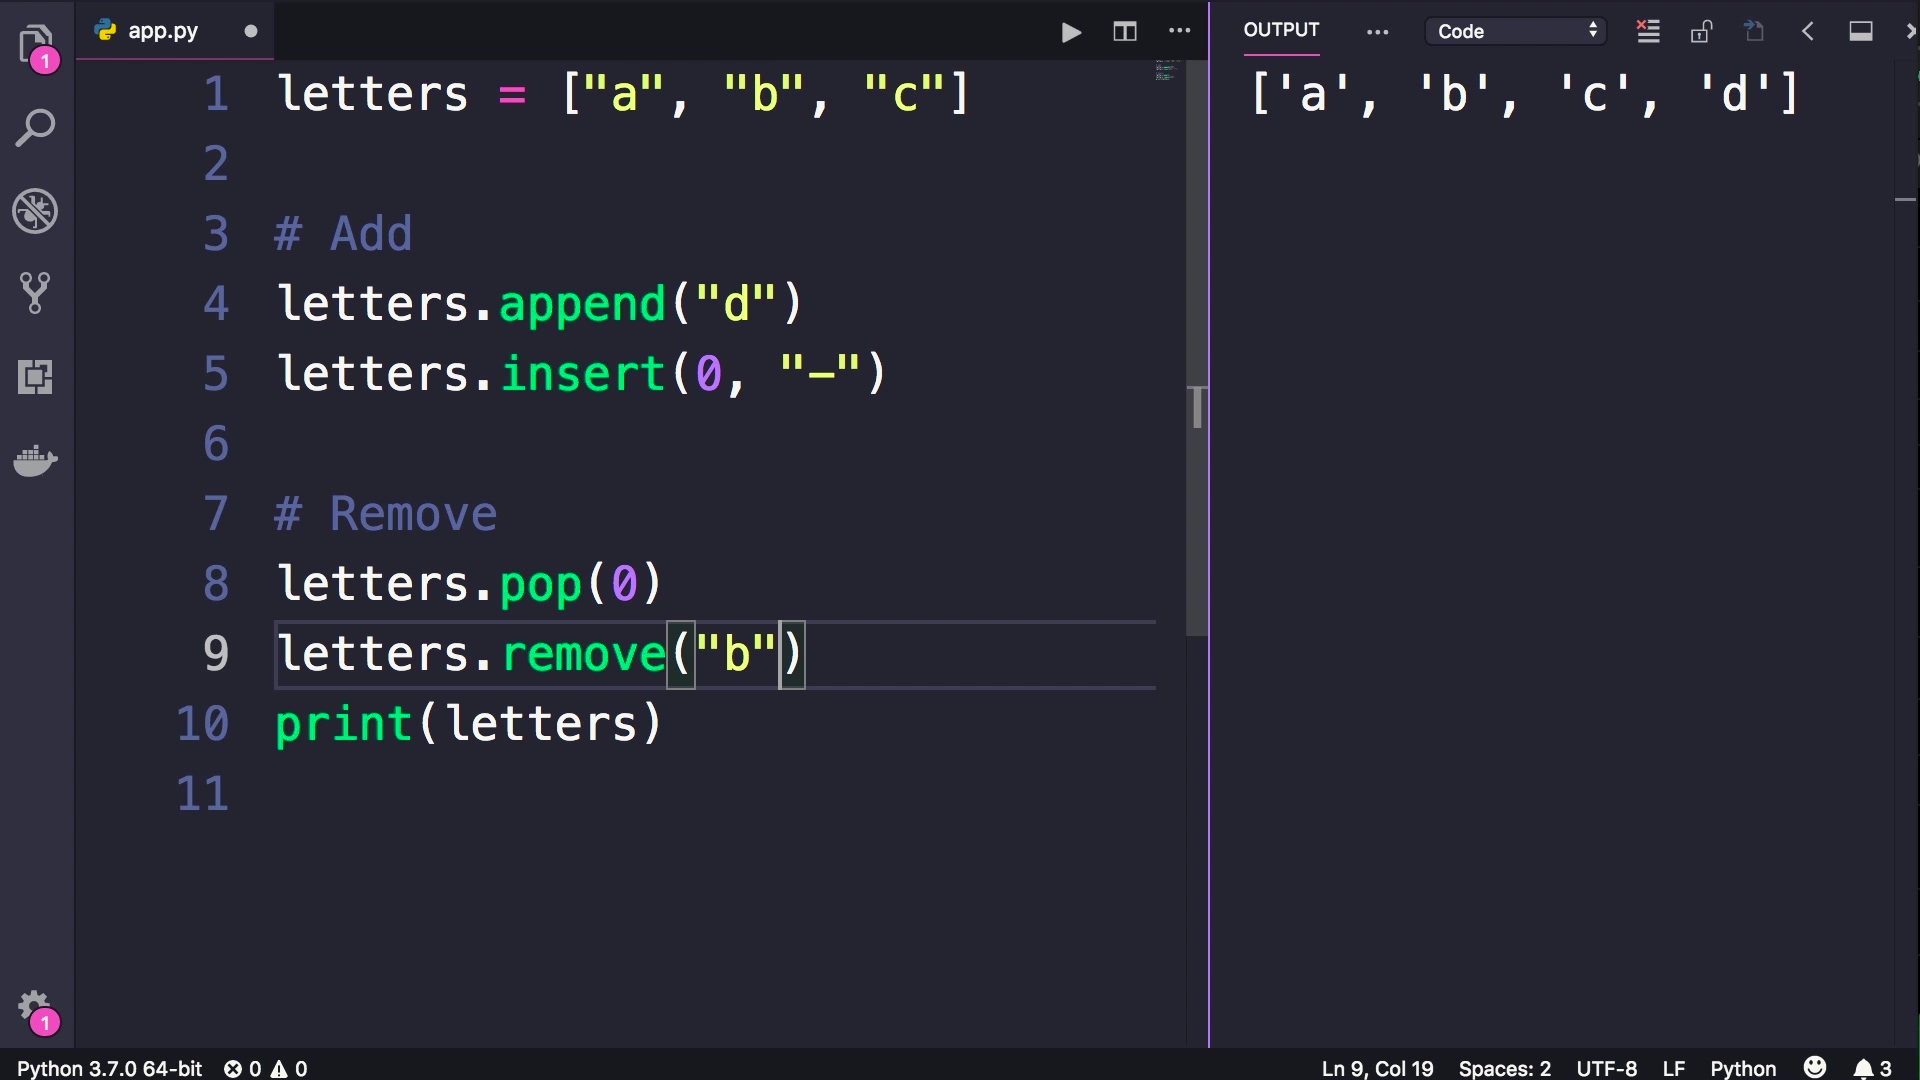 app.py
OUTPUT
Code
1 letters = ["a", "b", "c"]
2
3 # Add
4 letters.append("d")
5 letters.insert(0, "-")
6
7 # Remove
8 letters.pop(0)
9 letters.remove("b")
10 print(letters)
11
['a', 'b', 'c', 'd']
1
1
Python 3.7.0 64-bit 0 0 Ln 9, Col 19 Spaces: 2 UTF-8 LF Python 3